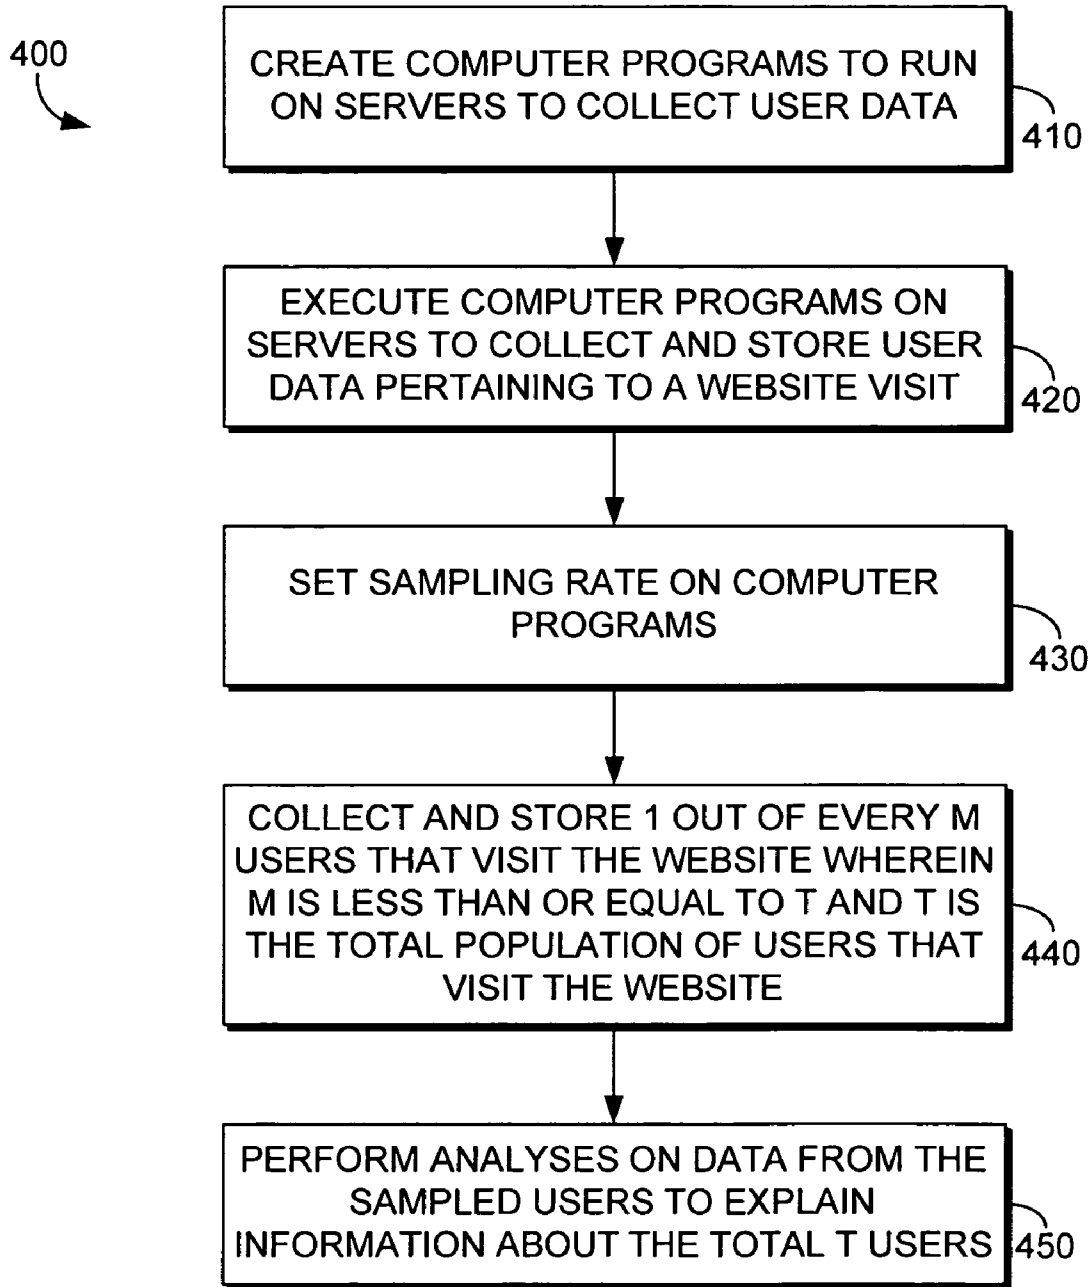 400
CREATE COMPUTER PROGRAMS TO RUN
ON SERVERS TO COLLECT USER DATA
410
EXECUTE COMPUTER PROGRAMS ON
SERVERS TO COLLECT AND STORE USER
DATA PERTAINING TO A WEBSITE VISIT
420
SET SAMPLING RATE ON COMPUTER
PROGRAMS
430
COLLECT AND STORE 1 OUT OF EVERY M
USERS THAT VISIT THE WEBSITE WHEREIN
M IS LESS THAN OR EQUAL TO T AND T IS
THE TOTAL POPULATION OF USERS THAT
VISIT THE WEBSITE
440
PERFORM ANALYSES ON DATA FROM THE
SAMPLED USERS TO EXPLAIN
INFORMATION ABOUT THE TOTAL T USERS
450